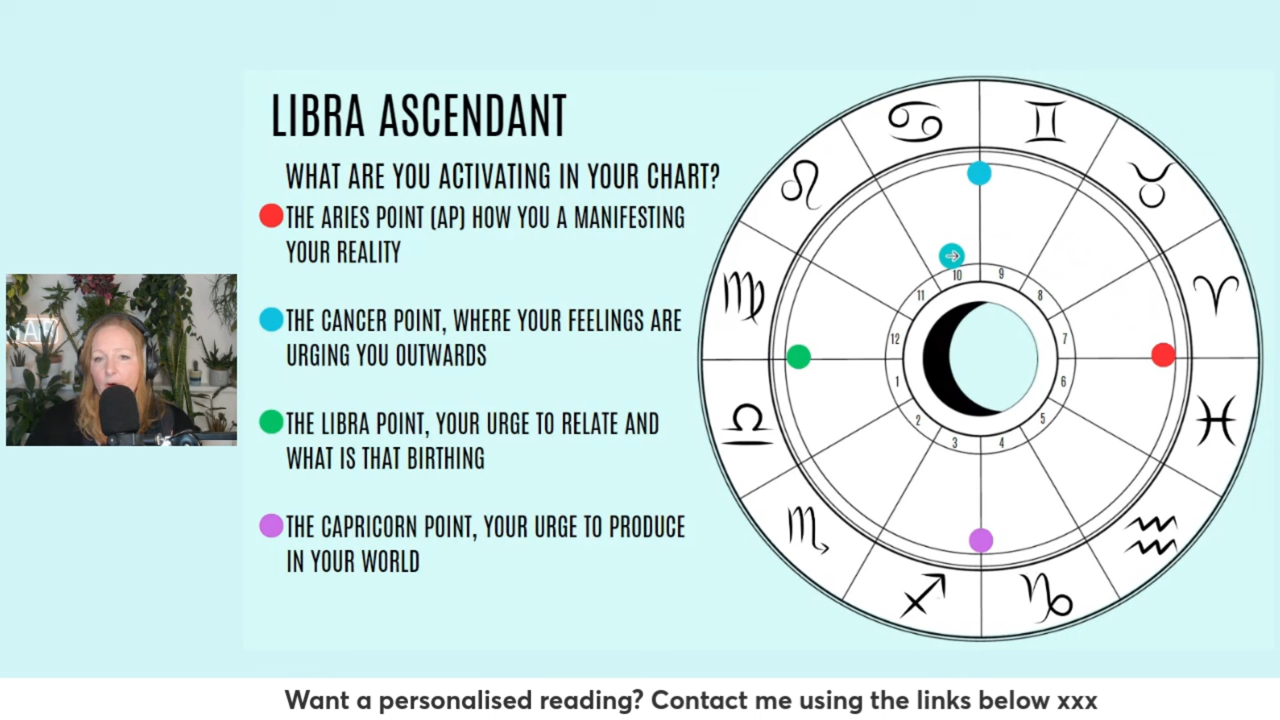 LIBRA ASCENDANT
WHAT ARE YOU ACTIVATING IN YOUR CHART?
THE ARIES POINT (AP) HOW YOU A MANIFESTING
YOUR REALITY
THE CANCER POINT, WHERE YOUR FEELINGS ARE
URGING YOU OUTWARDS
THE LIBRA POINT, YOUR URGE TO RELATE AND
WHAT IS THAT BIRTHING
THE CAPRICORN POINT, YOUR URGE TO PRODUCE
IN YOUR WORLD
♋ ♊
♌ ♉
♍ ♈
♎ ♓
♏ ♒
♐ ♑
10 9
11 8
12 7
1 6
2 5
3 4
Want a personalised reading? Contact me using the links below xxx